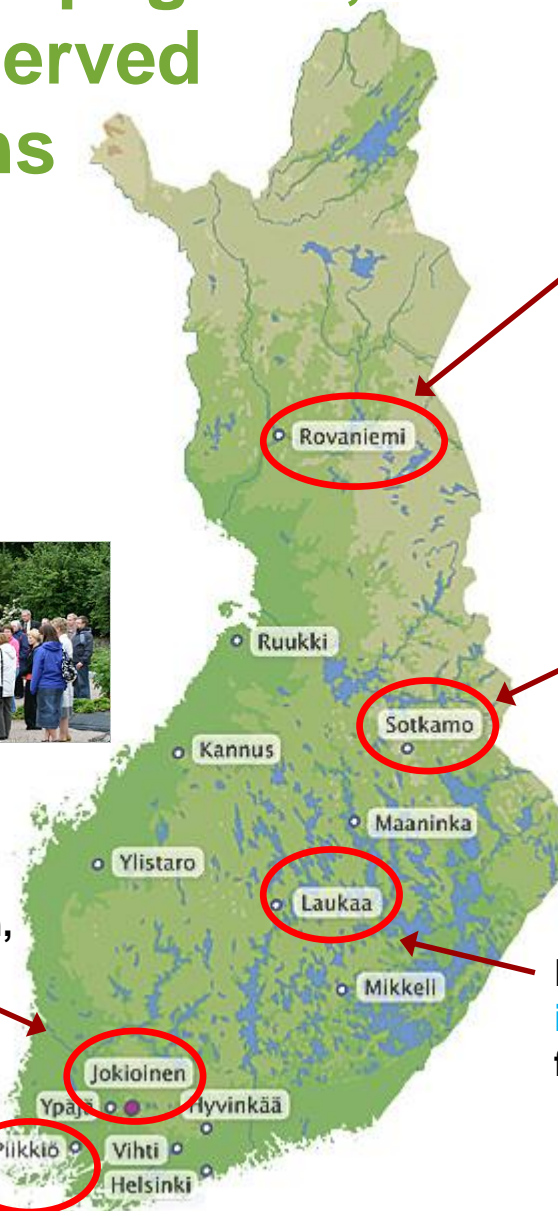 erved
ns
Rovaniemi
Ruukki
Sotkamo
Kannus
Maaninka
Ylistaro
Laukaa
Mikkeli
Jokioinen
Ypäjä
Hyvinkää
Piikkiö
Vihti
Helsinki